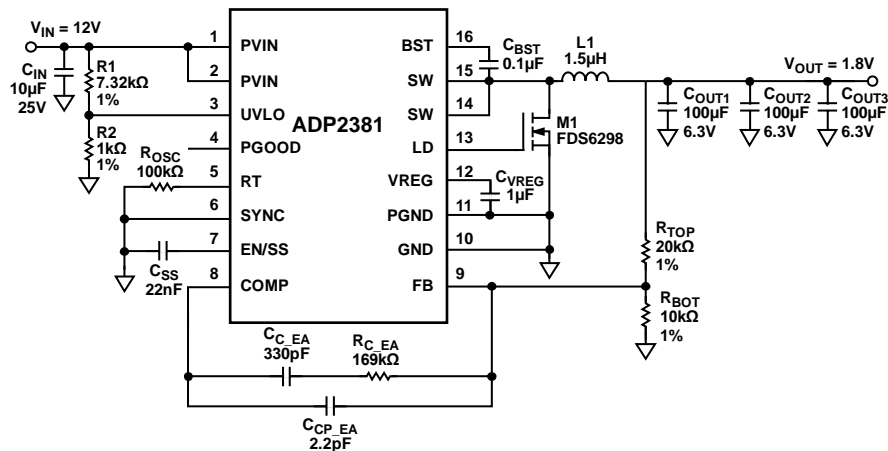 V_IN = 12V
C_IN
10µF
25V
R1
7.32kΩ
1%
R2
1kΩ
1%
R_OSC
100kΩ
C_SS
22nF
1
2
3
4
5
6
7
8
PVIN
PVIN
UVLO
PGOOD
RT
SYNC
EN/SS
COMP
ADP2381
BST
SW
SW
LD
VREG
PGND
GND
FB
16
15
14
13
12
11
10
9
C_BST
0.1µF
L1
1.5µH
M1
FDS6298
C_VREG
1µF
V_OUT = 1.8V
C_OUT1
100µF
6.3V
C_OUT2
100µF
6.3V
C_OUT3
100µF
6.3V
R_TOP
20kΩ
1%
R_BOT
10kΩ
1%
C_C_EA
330pF
R_C_EA
169kΩ
C_CP_EA
2.2pF